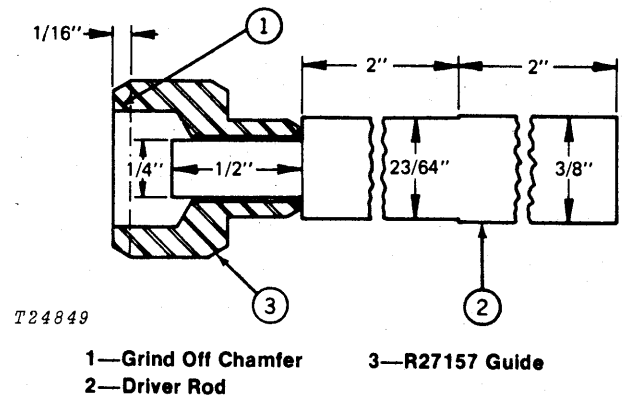 1
1/16"
2"
2"
1/4"
1/2"
23/64"
3/8"
3
2
T24849
1—Grind Off Chamfer
2—Driver Rod
3—R27157 Guide